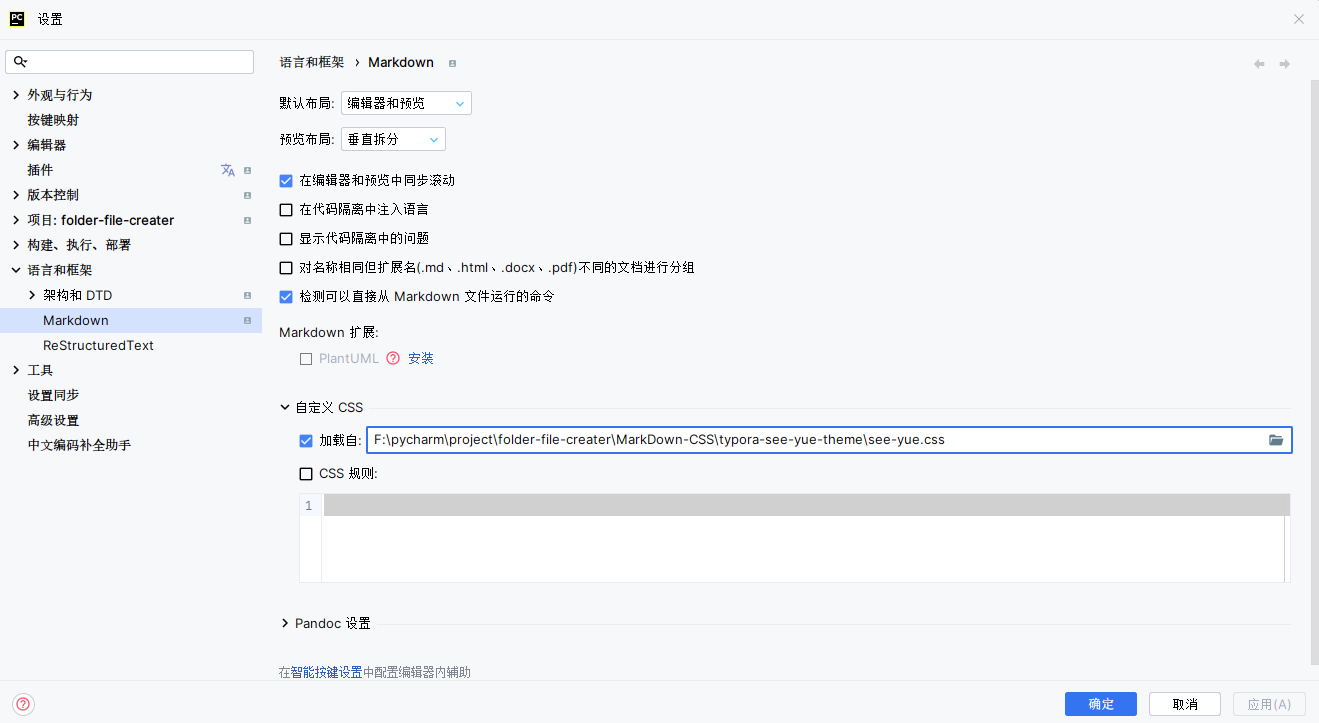 PC 设置
语言和框架 › Markdown
外观与行为
按键映射
编辑器
插件
版本控制
项目: folder-file-creater
构建、执行、部署
语言和框架
架构和 DTD
Markdown
ReStructuredText
工具
设置同步
高级设置
中文编码补全助手
默认布局: 编辑器和预览
预览布局: 垂直拆分
在编辑器和预览中同步滚动
在代码隔离中注入语言
显示代码隔离中的问题
对名称相同但扩展名(.md、.html、.docx、.pdf)不同的文档进行分组
检测可以直接从 Markdown 文件运行的命令
Markdown 扩展:
PlantUML ? 安装
自定义 CSS
加载自: F:\pycharm\project\folder-file-creater\MarkDown-CSS\typora-see-yue-theme\see-yue.css
CSS 规则:
1
Pandoc 设置
在智能按键设置中配置编辑器内辅助
? 确定 取消 应用(A)